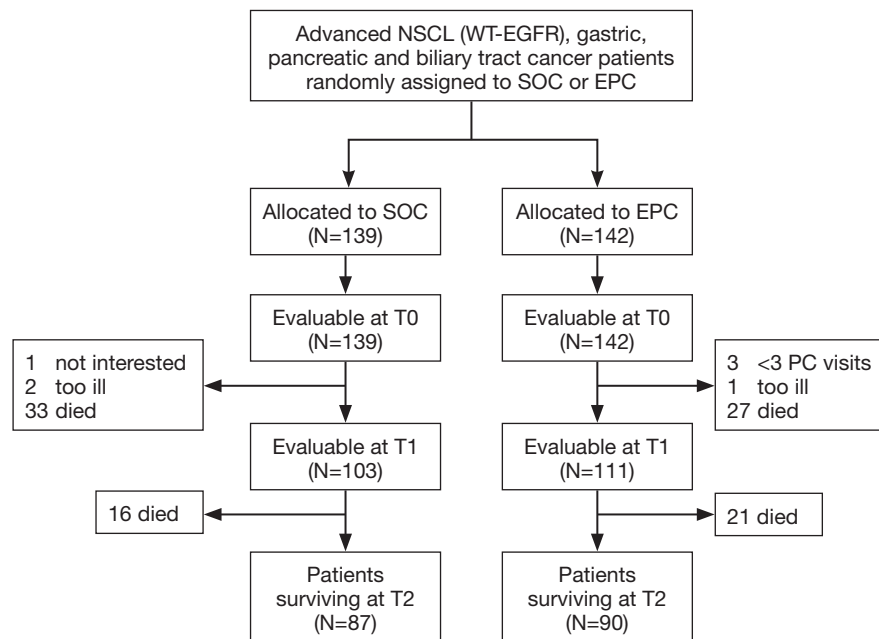 Advanced NSCL (WT-EGFR), gastric,
pancreatic and biliary tract cancer patients
randomly assigned to SOC or EPC
Allocated to SOC
(N=139)
Allocated to EPC
(N=142)
Evaluable at T0
(N=139)
Evaluable at T0
(N=142)
1 not interested
2 too ill
33 died
3 <3 PC visits
1 too ill
27 died
Evaluable at T1
(N=103)
Evaluable at T1
(N=111)
16 died
21 died
Patients
surviving at T2
(N=87)
Patients
surviving at T2
(N=90)